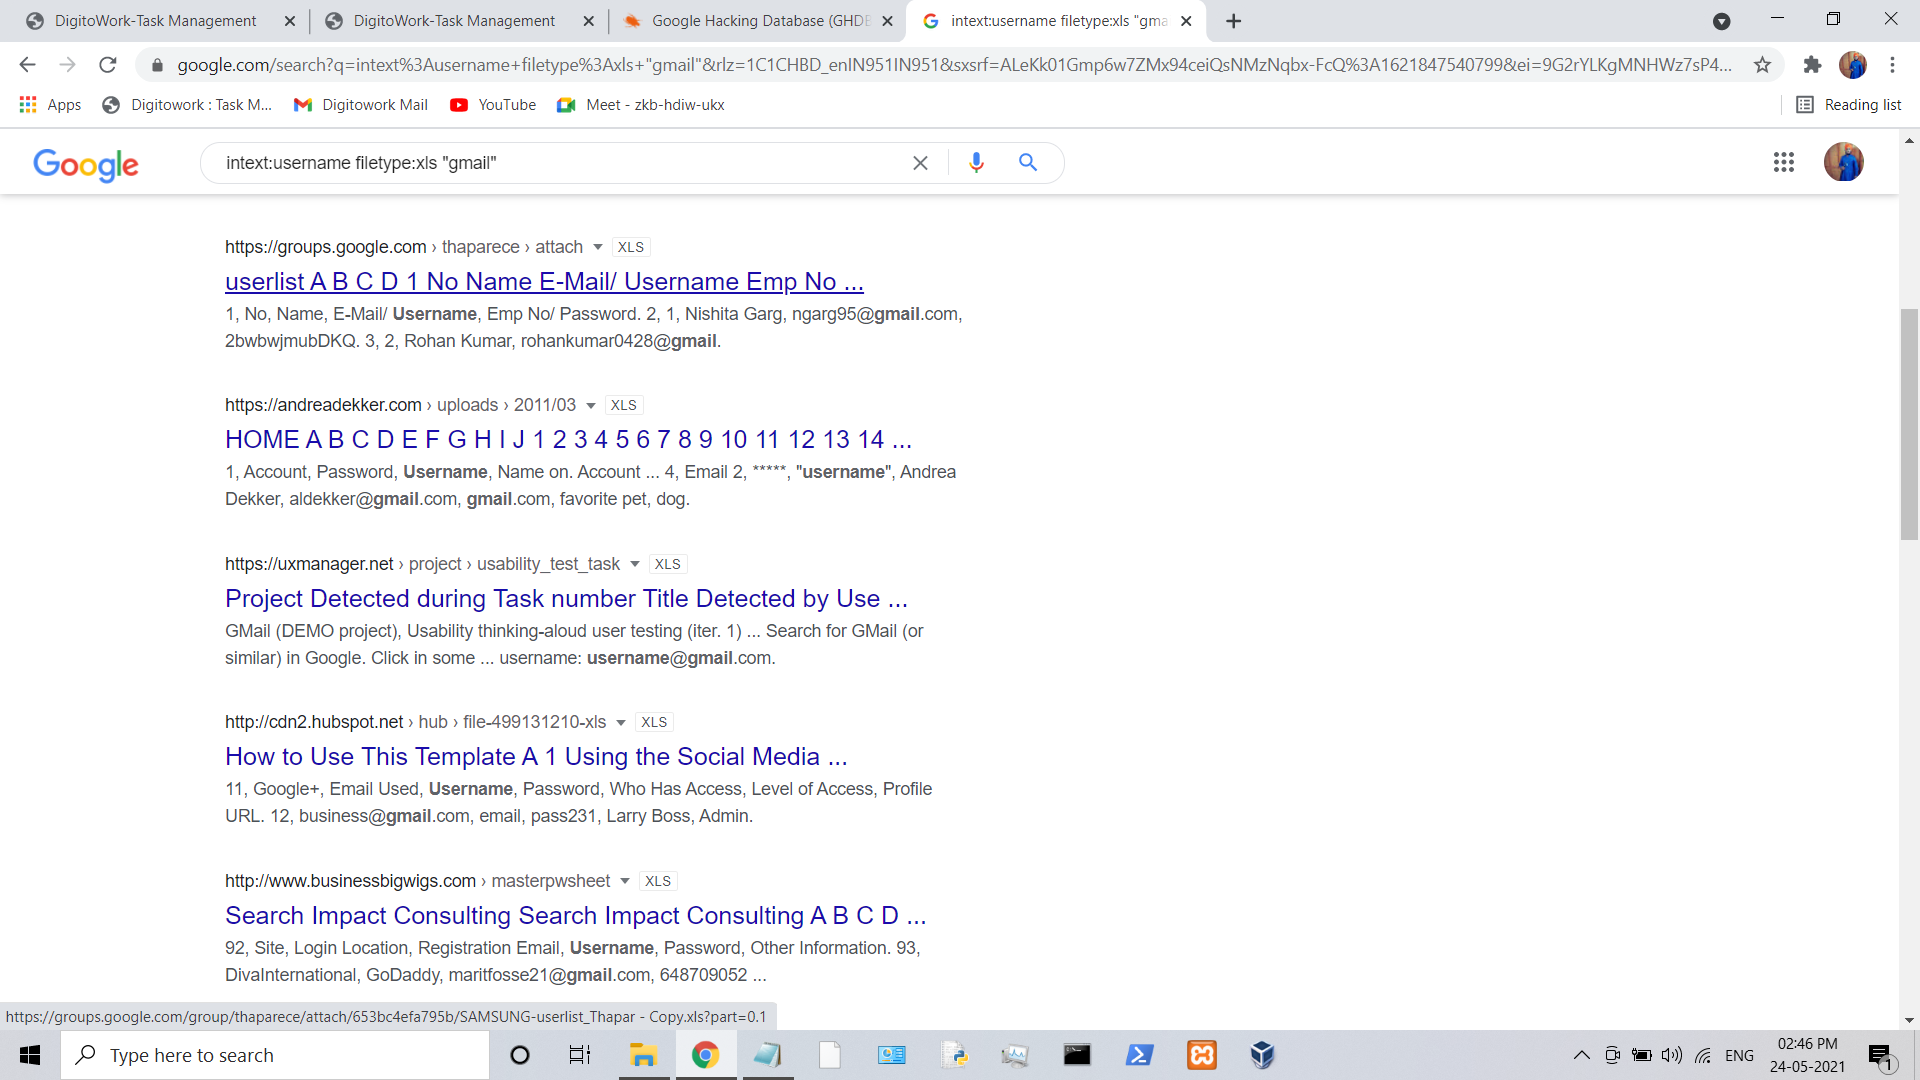 DigitoWork-Task Management
DigitoWork-Task Management
Google Hacking Database (GHDB
intext:username filetype:xls "gma
google.com/search?q=intext%3Ausername+filetype%3Axls+"gmail"&rlz=1C1CHBD_enIN951IN951&sxsrf=ALeKk01Gmp6w7ZMx94ceiQsNMzNqbx-FcQ%3A1621847540799&ei=9G2rYLKgMNHWz7sP4...
Apps
Digitowork : Task M...
Digitowork Mail
YouTube
Meet - zkb-hdiw-ukx
Reading list
Google
intext:username filetype:xls "gmail"
https://groups.google.com › thaparece › attach XLS
userlist A B C D 1 No Name E-Mail/ Username Emp No ...
1, No, Name, E-Mail/ Username, Emp No/ Password. 2, 1, Nishita Garg, ngarg95@gmail.com,
2bwbwjmubDKQ. 3, 2, Rohan Kumar, rohankumar0428@gmail.
https://andreadekker.com › uploads › 2011/03 XLS
HOME A B C D E F G H I J 1 2 3 4 5 6 7 8 9 10 11 12 13 14 ...
1, Account, Password, Username, Name on. Account ... 4, Email 2, *****, "username", Andrea
Dekker, aldekker@gmail.com, gmail.com, favorite pet, dog.
https://uxmanager.net › project › usability_test_task XLS
Project Detected during Task number Title Detected by Use ...
GMail (DEMO project), Usability thinking-aloud user testing (iter. 1) ... Search for GMail (or
similar) in Google. Click in some ... username: username@gmail.com.
http://cdn2.hubspot.net › hub › file-499131210-xls XLS
How to Use This Template A 1 Using the Social Media ...
11, Google+, Email Used, Username, Password, Who Has Access, Level of Access, Profile
URL. 12, business@gmail.com, email, pass231, Larry Boss, Admin.
http://www.businessbigwigs.com › masterpwsheet XLS
Search Impact Consulting Search Impact Consulting A B C D ...
92, Site, Login Location, Registration Email, Username, Password, Other Information. 93,
DivaInternational, GoDaddy, maritfosse21@gmail.com, 648709052 ...
https://groups.google.com/group/thaparece/attach/653bc4efa795b/SAMSUNG-userlist_Thapar - Copy.xls?part=0.1
Type here to search
ENG
02:46 PM
24-05-2021
1